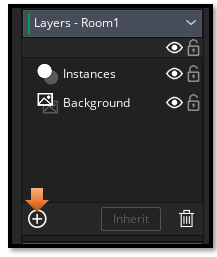 Layers - Room1
Instances
Background
Inherit